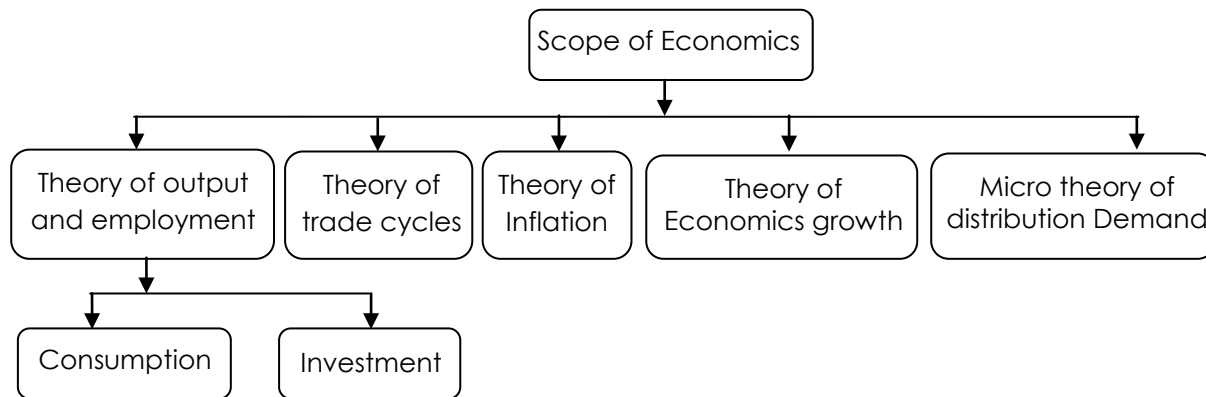 Scope of Economics
Theory of output
and employment
Theory of
trade cycles
Theory of
Inflation
Theory of
Economics growth
Micro theory of
distribution Demand
Consumption
Investment